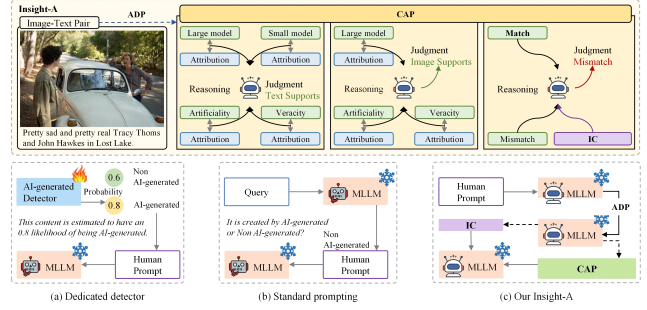 Insight-A
Image-Text Pair
ADP
CAP
Pretty sad and pretty real Tracy Thoms
and John Hawkes in Lost Lake.
Large model
Small model
Attribution
Attribution
Reasoning
Judgment
Text Supports
Artificiality
Veracity
Attribution
Attribution
Large model
Attribution
Judgment
Image Supports
Reasoning
Artificiality
Veracity
Attribution
Attribution
Match
Judgment
Mismatch
Reasoning
Mismatch
IC
AI-generated
Detector
Probability
0.6
Non
AI-generated
0.8
AI-generated
This content is estimated to have an
0.8 likelihood of being AI-generated.
MLLM
Human
Prompt
(a) Dedicated detector
Query
MLLM
It is created by AI-generated
or Non AI-generated?
Non
AI-generated
MLLM
Human
Prompt
(b) Standard prompting
Human
Prompt
MLLM
ADP
IC
MLLM
MLLM
CAP
(c) Our Insight-A